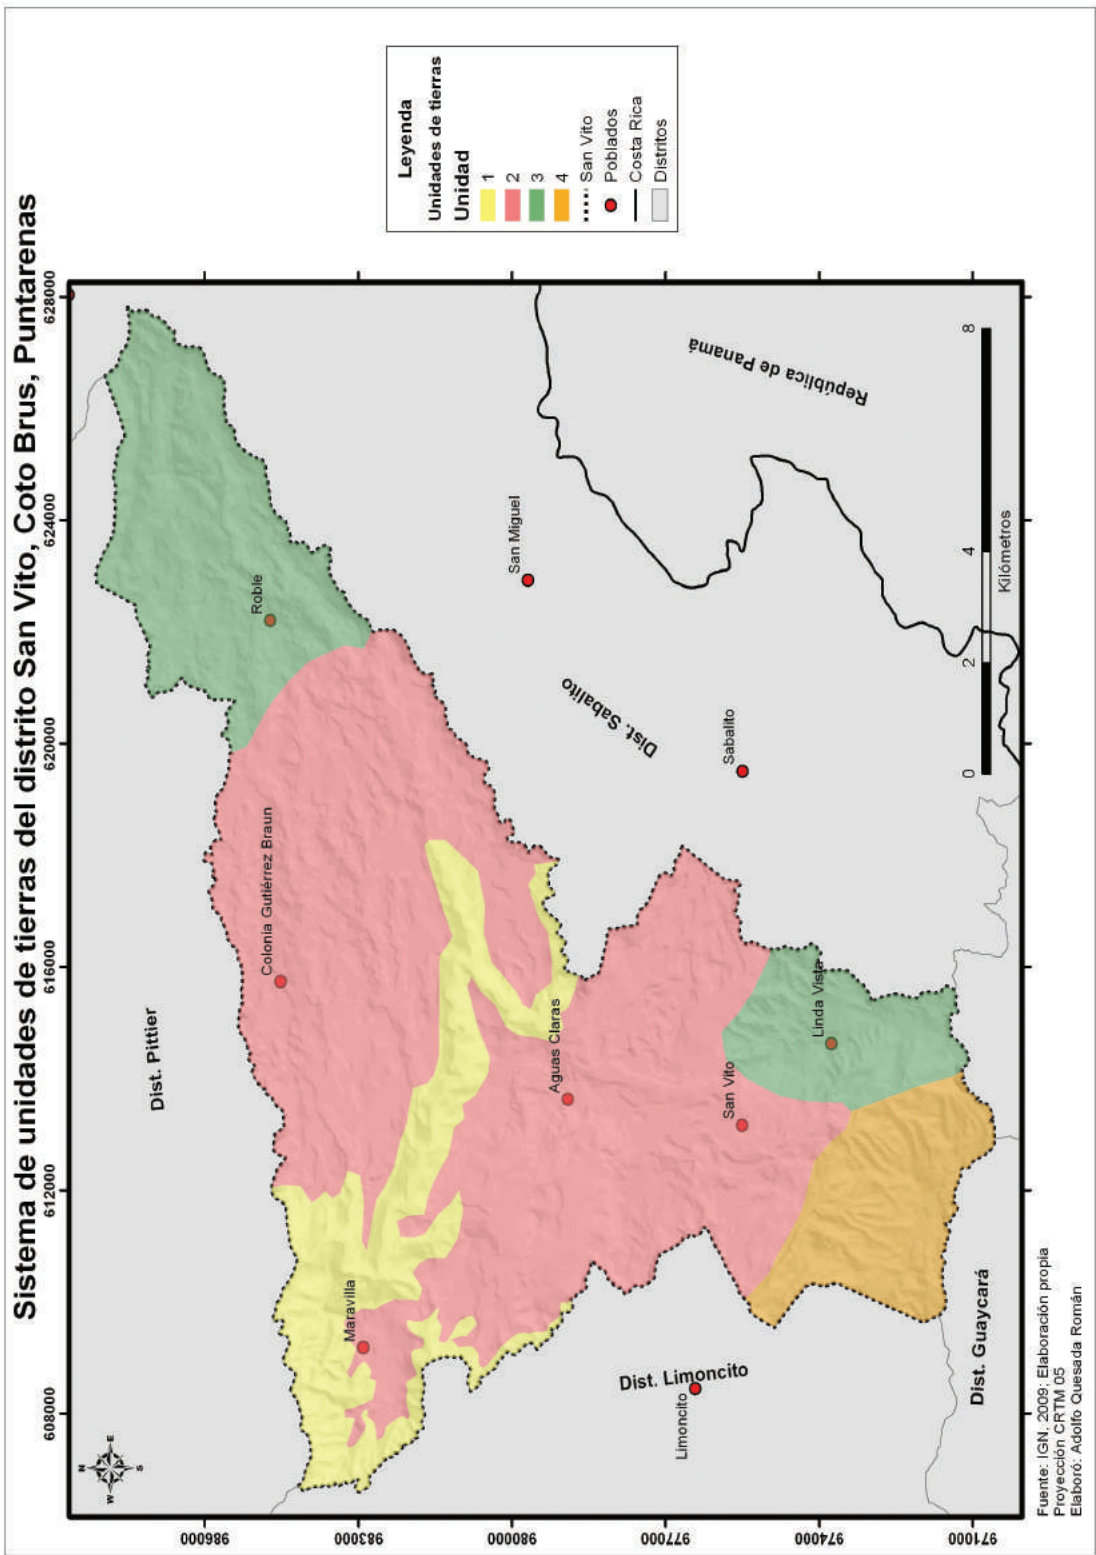 Sistema de unidades de tierras del distrito San Vito, Coto Brus, Puntarenas
608000
612000
616000
620000
624000
628000
986000
983000
980000
977000
974000
971000
N
W
E
S
Dist. Pittier
Roble
Colonia Gutiérrez Braun
Maravilla
San Miguel
Aguas Claras
Dist. Sabalito
Sabalito
República de Panamá
San Vito
Linda Vista
Dist. Limoncito
Limoncito
Dist. Guaycará
0
2
4
8
Kilómetros
Leyenda
Unidades de tierras
Unidad
1
2
3
4
San Vito
Poblados
Costa Rica
Distritos
Fuente: IGN, 2009; Elaboración propia
Proyección CRTM 05
Elaboró: Adolfo Quesada Román